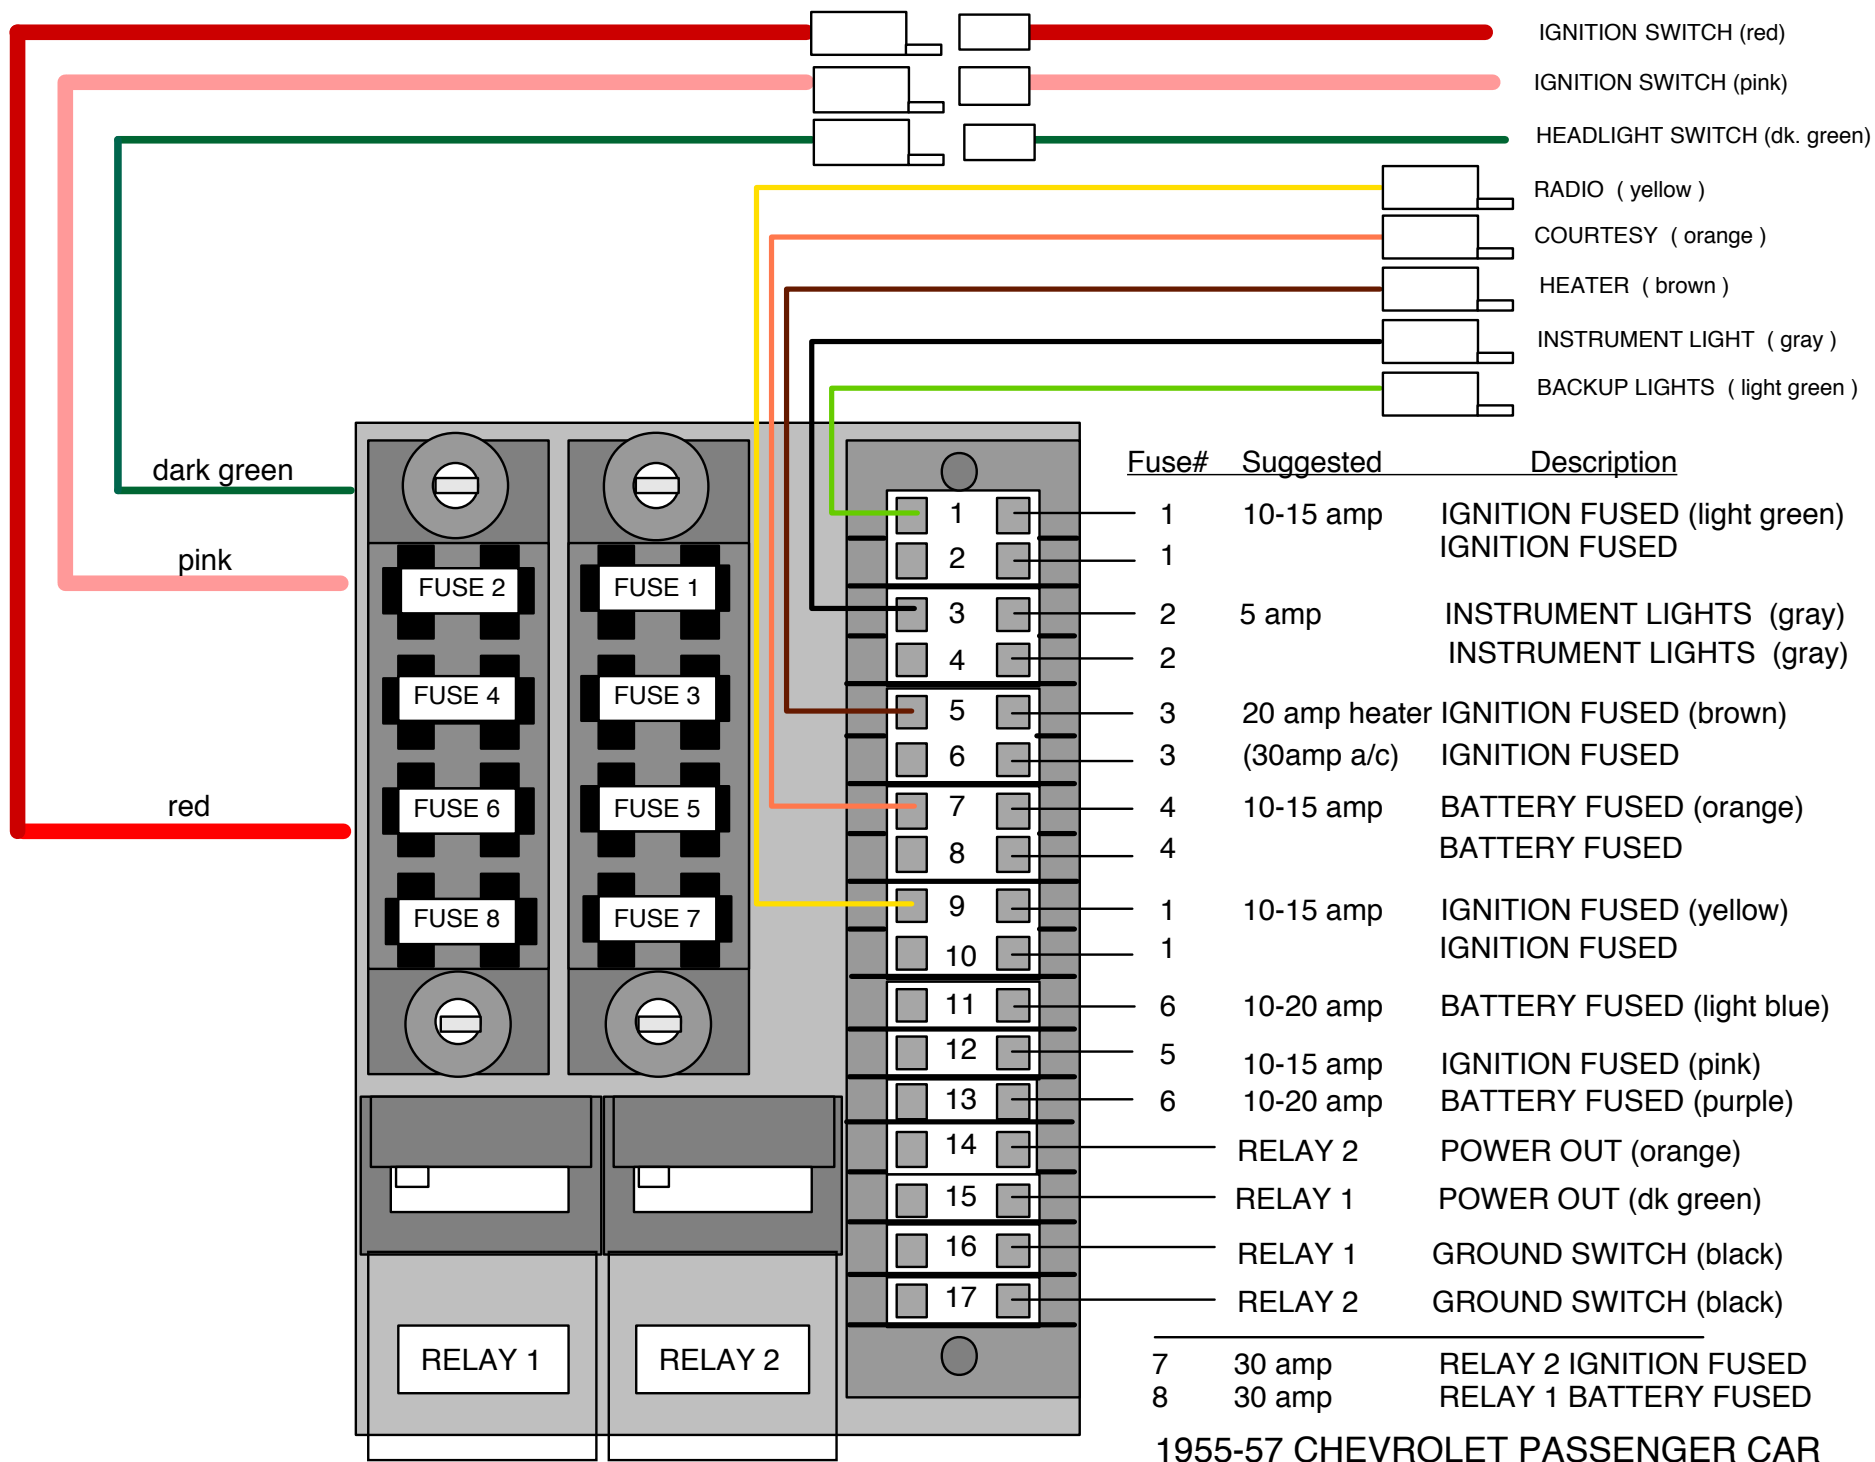 IGNITION SWITCH (red)
IGNITION SWITCH (pink)
HEADLIGHT SWITCH (dk. green)
RADIO ( yellow )
COURTESY ( orange )
HEATER ( brown )
INSTRUMENT LIGHT ( gray )
BACKUP LIGHTS ( light green )
dark green
pink
red
FUSE 2 FUSE 1
FUSE 4 FUSE 3
FUSE 6 FUSE 5
FUSE 8 FUSE 7
RELAY 1 RELAY 2
Fuse# Suggested Description
1 1 10-15 amp IGNITION FUSED (light green)
2 1 IGNITION FUSED
3 2 5 amp INSTRUMENT LIGHTS (gray)
4 2 INSTRUMENT LIGHTS (gray)
5 3 20 amp heater IGNITION FUSED (brown)
6 3 (30amp a/c) IGNITION FUSED
7 4 10-15 amp BATTERY FUSED (orange)
8 4 BATTERY FUSED
9 1 10-15 amp IGNITION FUSED (yellow)
10 1 IGNITION FUSED
11 6 10-20 amp BATTERY FUSED (light blue)
12 5 10-15 amp IGNITION FUSED (pink)
13 6 10-20 amp BATTERY FUSED (purple)
14 RELAY 2 POWER OUT (orange)
15 RELAY 1 POWER OUT (dk green)
16 RELAY 1 GROUND SWITCH (black)
17 RELAY 2 GROUND SWITCH (black)
7 30 amp RELAY 2 IGNITION FUSED
8 30 amp RELAY 1 BATTERY FUSED
1955-57 CHEVROLET PASSENGER CAR